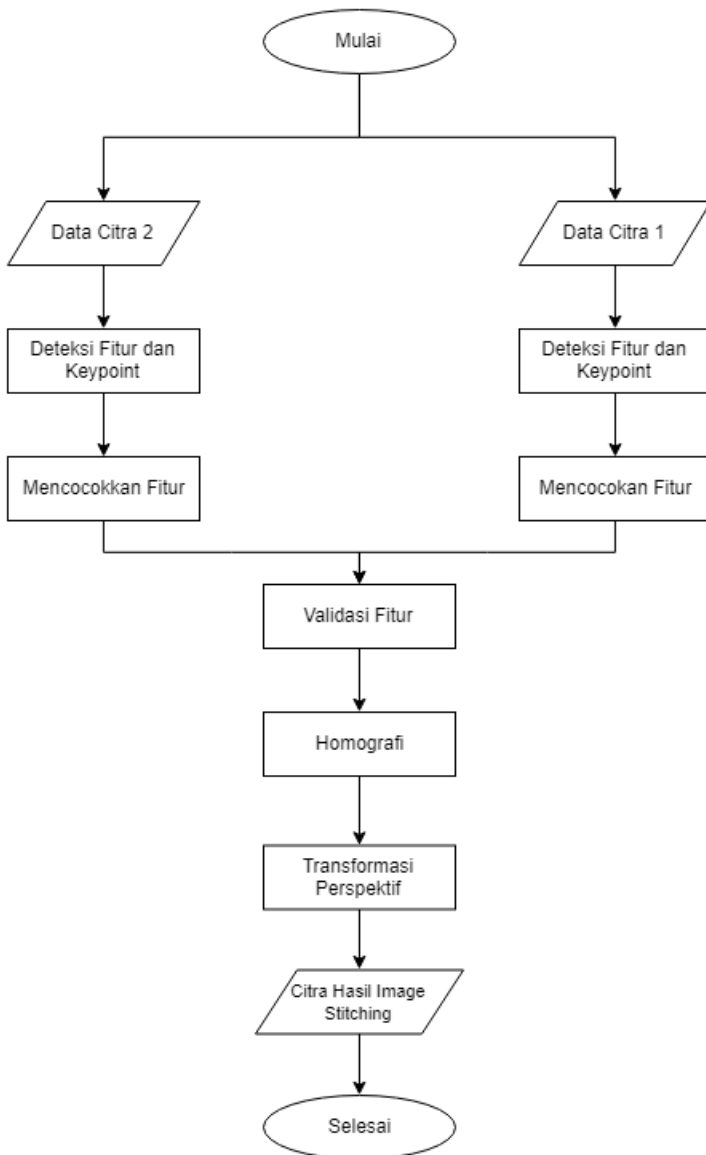 Mulai
Data Citra 2
Data Citra 1
Deteksi Fitur dan
Keypoint
Deteksi Fitur dan
Keypoint
Mencocokkan Fitur
Mencocokan Fitur
Validasi Fitur
Homografi
Transformasi
Perspektif
Citra Hasil Image
Stitching
Selesai